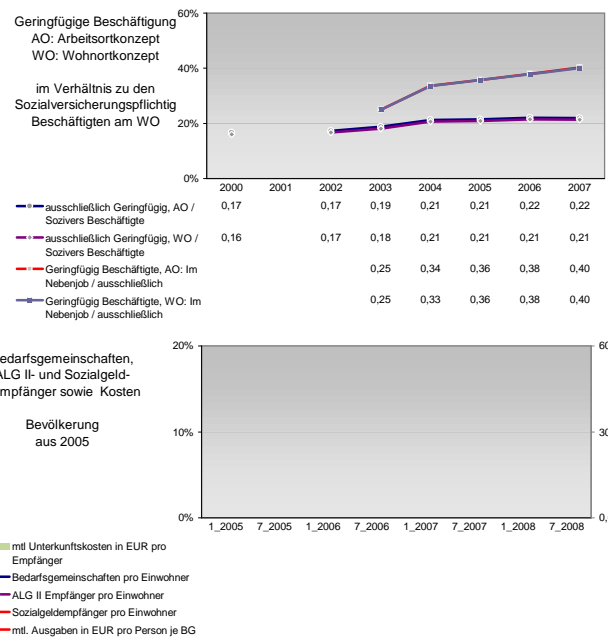 Geringfügige Beschäftigung
AO: Arbeitsortkonzept
WO: Wohnortkonzept
im Verhältnis zu den
Sozialversicherungspflichtig
Beschäftigten am WO
60%
40%
20%
0%
2000 2001 2002 2003 2004 2005 2006 2007
ausschließlich Geringfügig, AO / 0,17 0,17 0,19 0,21 0,21 0,22 0,22
Sozivers Beschäftigte
ausschließlich Geringfügig, WO / 0,16 0,17 0,18 0,21 0,21 0,21 0,21
Sozivers Beschäftigte
Geringfügig Beschäftigte, AO: Im 0,25 0,34 0,36 0,38 0,40
Nebenjob / ausschließlich
Geringfügig Beschäftigte, WO: Im 0,25 0,33 0,36 0,38 0,40
Nebenjob / ausschließlich
edarfsgemeinschaften,
ALG II- und Sozialgeld-
mpfänger sowie Kosten
Bevölkerung
aus 2005
20%
10%
0%
60
30
0,
1_2005 7_2005 1_2006 7_2006 1_2007 7_2007 1_2008 7_2008
mtl Unterkunftskosten in EUR pro
Empfänger
Bedarfsgemeinschaften pro Einwohner
ALG II Empfänger pro Einwohner
Sozialgeldempfänger pro Einwohner
mtl. Ausgaben in EUR pro Person je BG